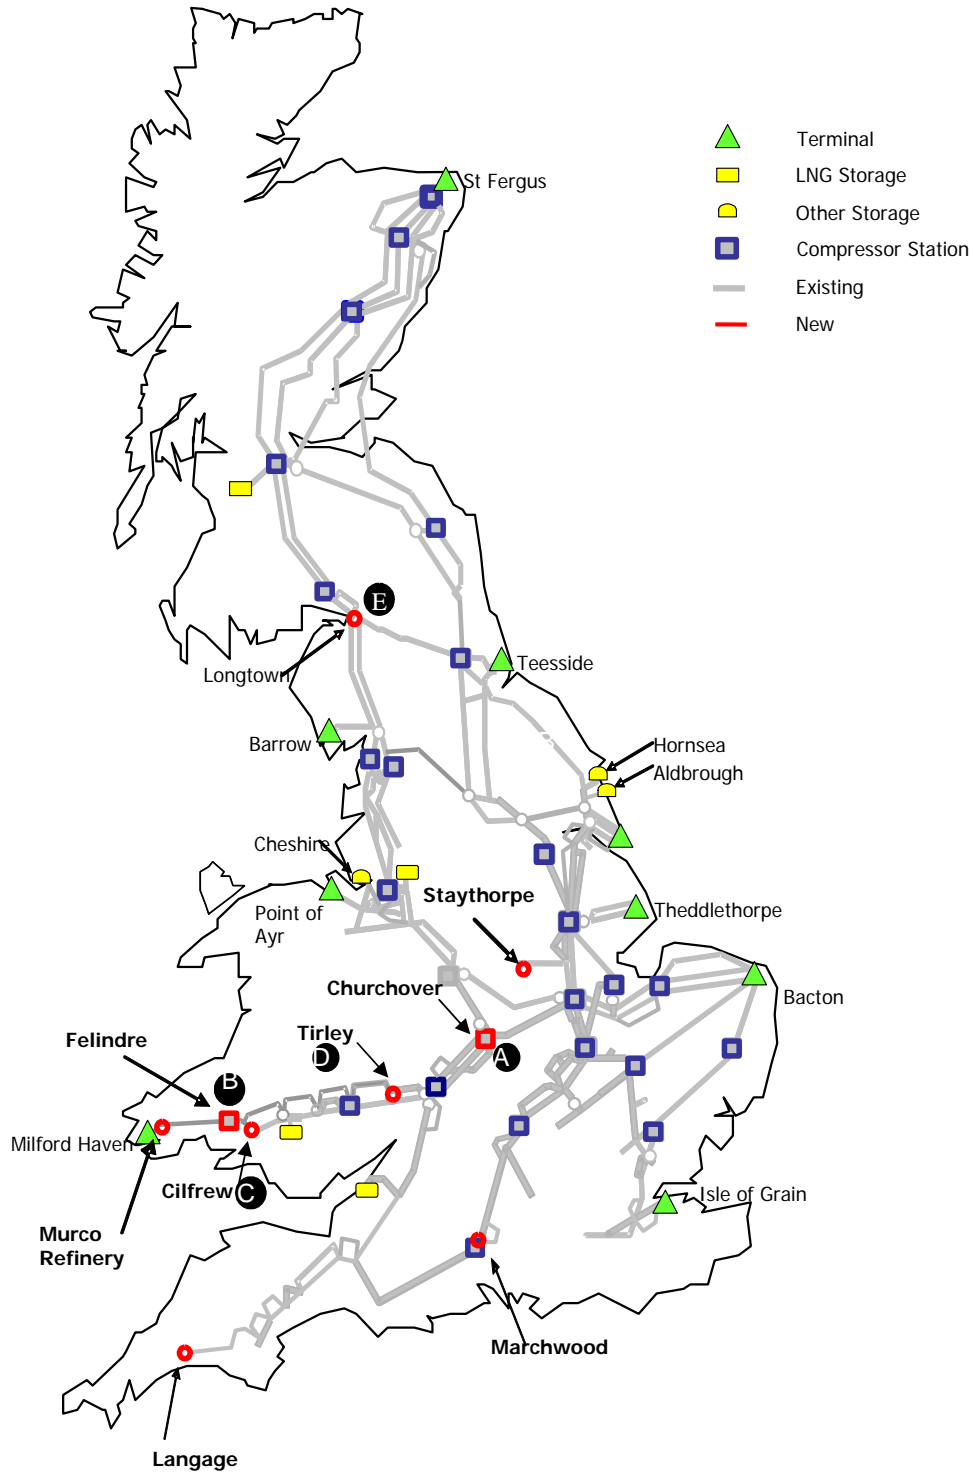 Terminal
LNG Storage
Other Storage
Compressor Station
Existing
New
St Fergus
E
Longtown
Teesside
Barrow
Hornsea
Aldbrough
Cheshire
Staythorpe
Point of
Ayr
Theddlethorpe
Churchover
Bacton
Felindre
Tirley
D
A
B
Milford Haven
Cilfrew
C
Isle of Grain
Murco
Refinery
Marchwood
Langage